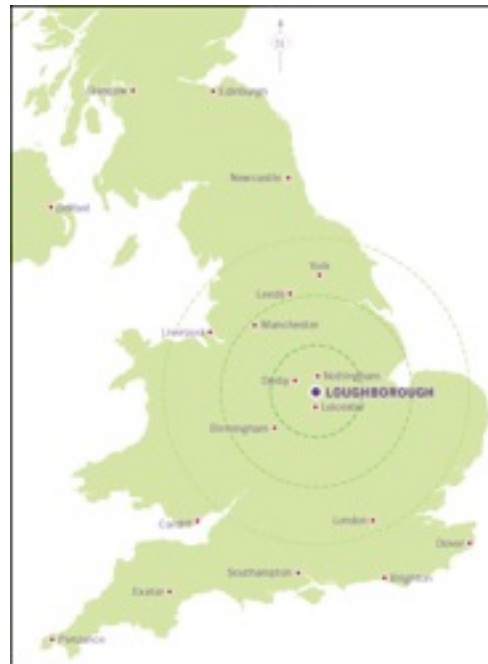 Glasgow
Edinburgh
Newcastle
Belfast
York
Leeds
Manchester
Liverpool
Nottingham
Derby
LOUGHBOROUGH
Leicester
Birmingham
Cardiff
London
Dover
Southampton
Brighton
Exeter
Penzance